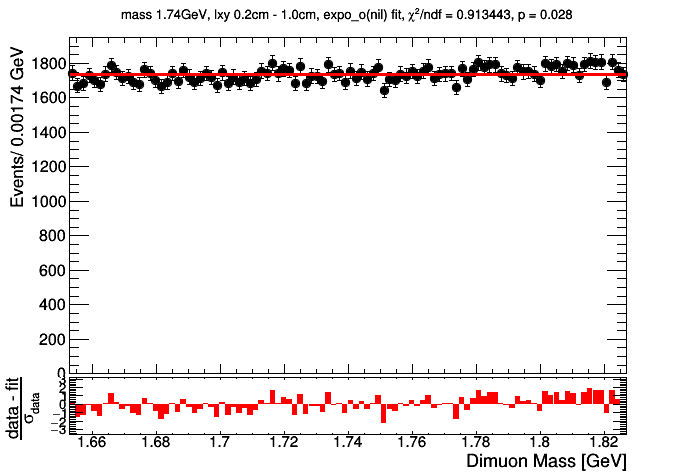 mass 1.74GeV, lxy 0.2cm - 1.0cm, expo_o(nil) fit, χ²/ndf = 0.913443, p = 0.028
Events/ 0.00174 GeV
1800
1600
1400
1200
1000
800
600
400
200
0
data - fit
σdata
3
2
1
0
−1
−2
−3
1.66 1.68 1.7 1.72 1.74 1.76 1.78 1.8 1.82
Dimuon Mass [GeV]